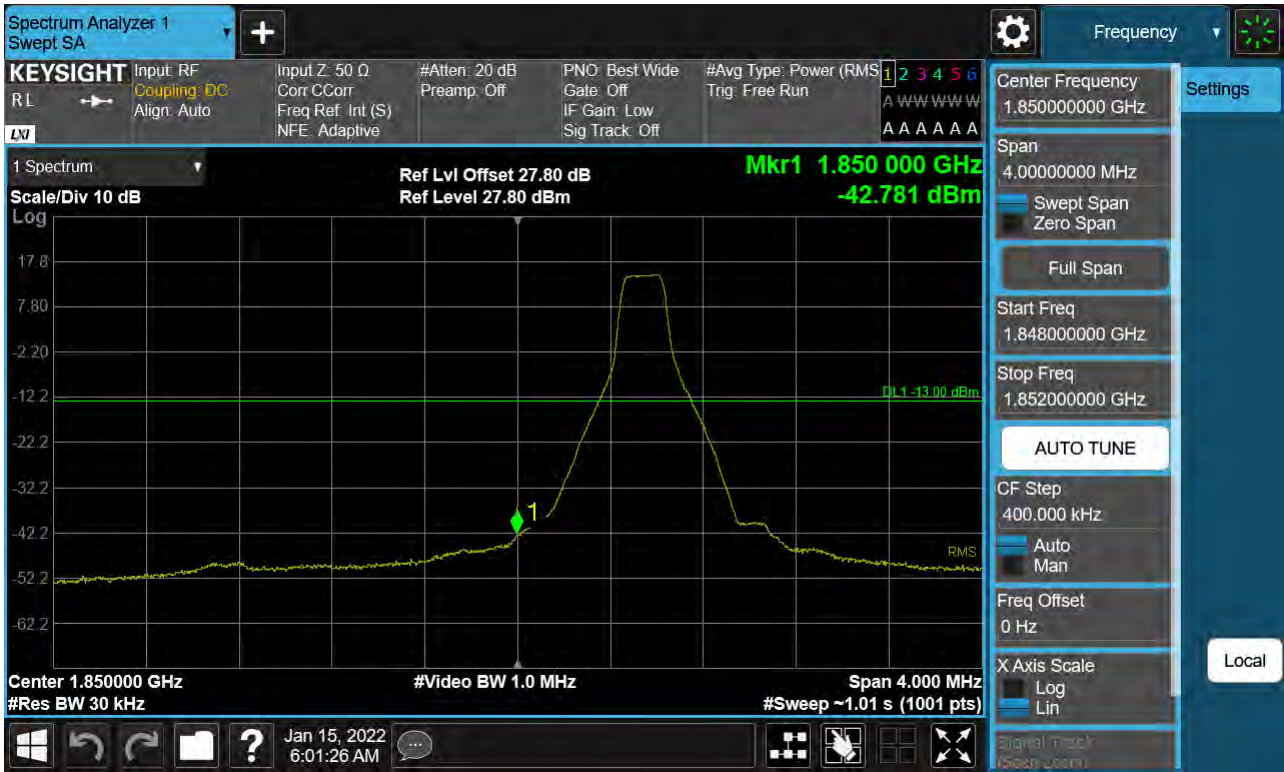 Spectrum Analyzer 1
Swept SA
+
Frequency
KEYSIGHT
RL
LXI
Input: RF
Coupling: DC
Align: Auto
Input Z: 50 Ω
Corr CCorr
Freq Ref: Int (S)
NFE: Adaptive
#Atten: 20 dB
Preamp: Off
PNO: Best Wide
Gate: Off
IF Gain: Low
Sig Track: Off
#Avg Type: Power (RMS
Trig: Free Run
1 2 3 4 5 6
A W W W W W
A A A A A A
Center Frequency
1.850000000 GHz
Settings
Span
4.00000000 MHz
Swept Span
Zero Span
Full Span
Start Freq
1.848000000 GHz
Stop Freq
1.852000000 GHz
AUTO TUNE
CF Step
400.000 kHz
Auto
Man
Freq Offset
0 Hz
X Axis Scale
Log
Lin
Signal Track
(Span Zoom)
Local
1 Spectrum
Scale/Div 10 dB
Log
Ref Lvl Offset 27.80 dB
Ref Level 27.80 dBm
Mkr1 1.850 000 GHz
-42.781 dBm
17.8
7.80
-2.20
-12.2
DL1 -13.00 dBm
-22.2
-32.2
1
-42.2
RMS
-52.2
-62.2
Center 1.850000 GHz
#Video BW 1.0 MHz
Span 4.000 MHz
#Res BW 30 kHz
#Sweep ~1.01 s (1001 pts)
?
Jan 15, 2022
6:01:26 AM